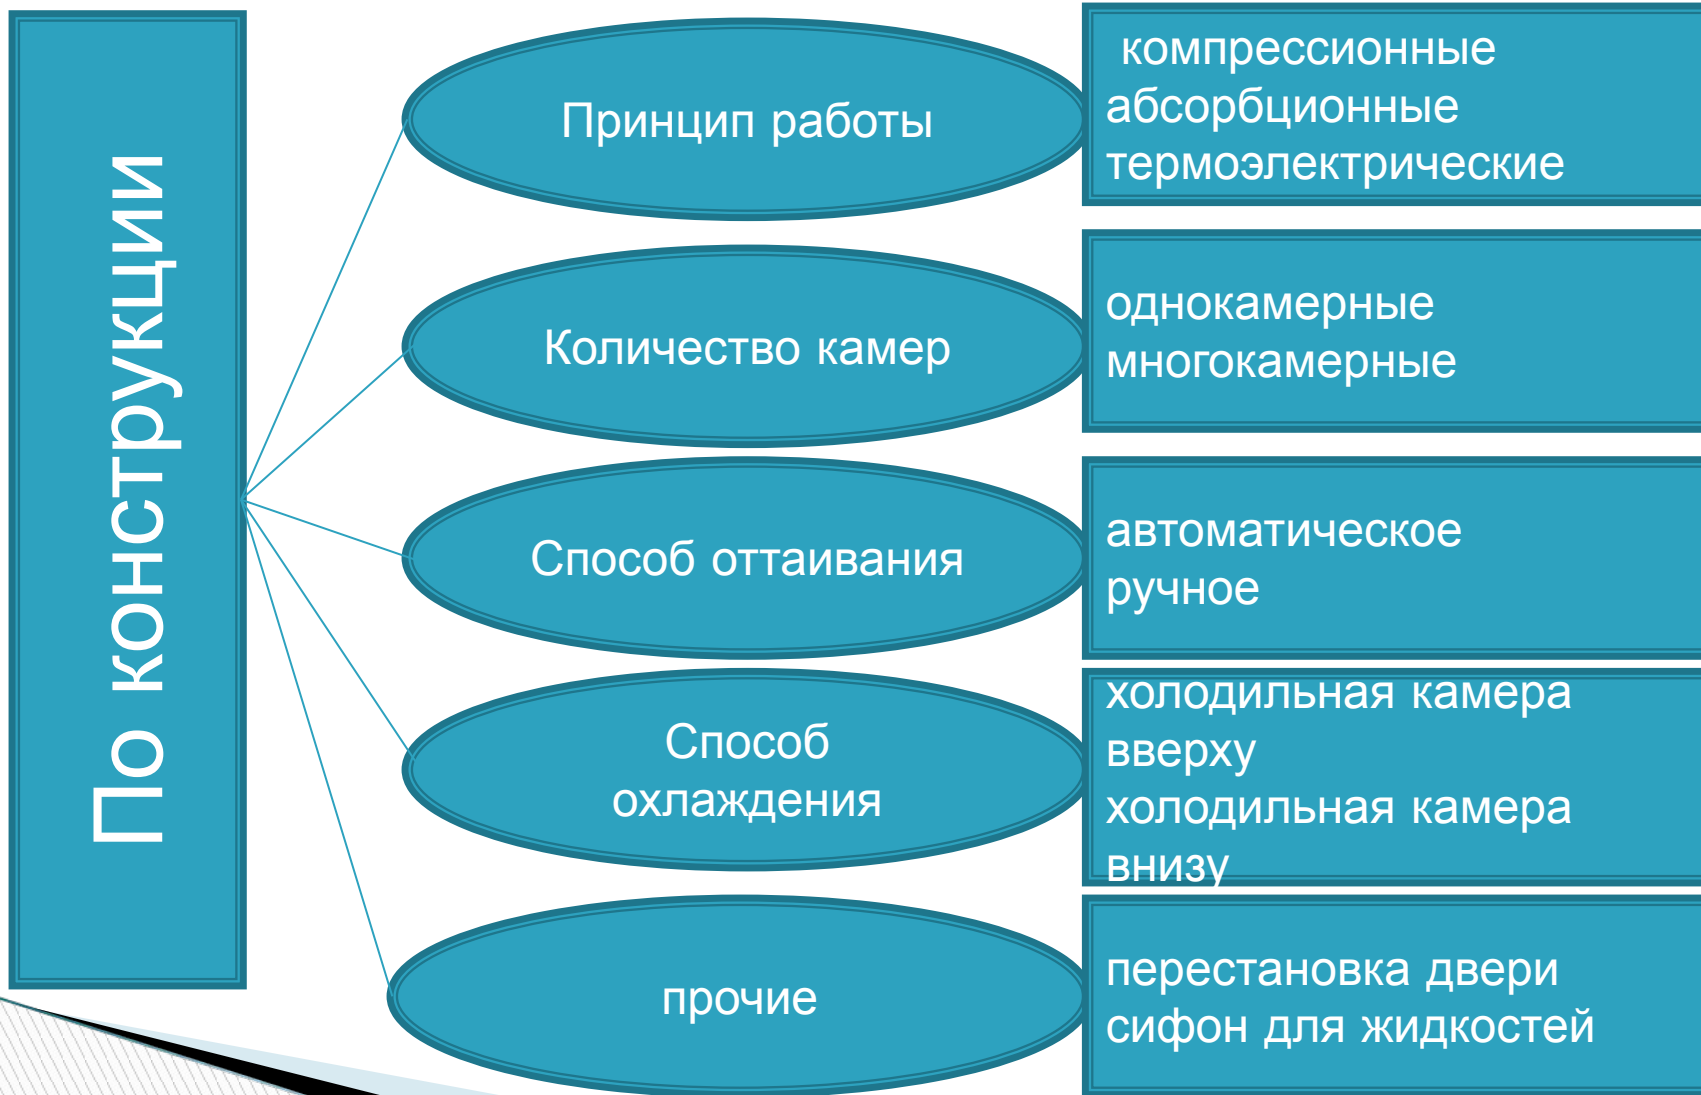 По конструкции
Принцип работы
компрессионные
абсорбционные
термоэлектрические
Количество камер
однокамерные
многокамерные
Способ оттаивания
автоматическое
ручное
Способ
охлаждения
холодильная камера
вверху
холодильная камера
внизу
прочие
перестановка двери
сифон для жидкостей